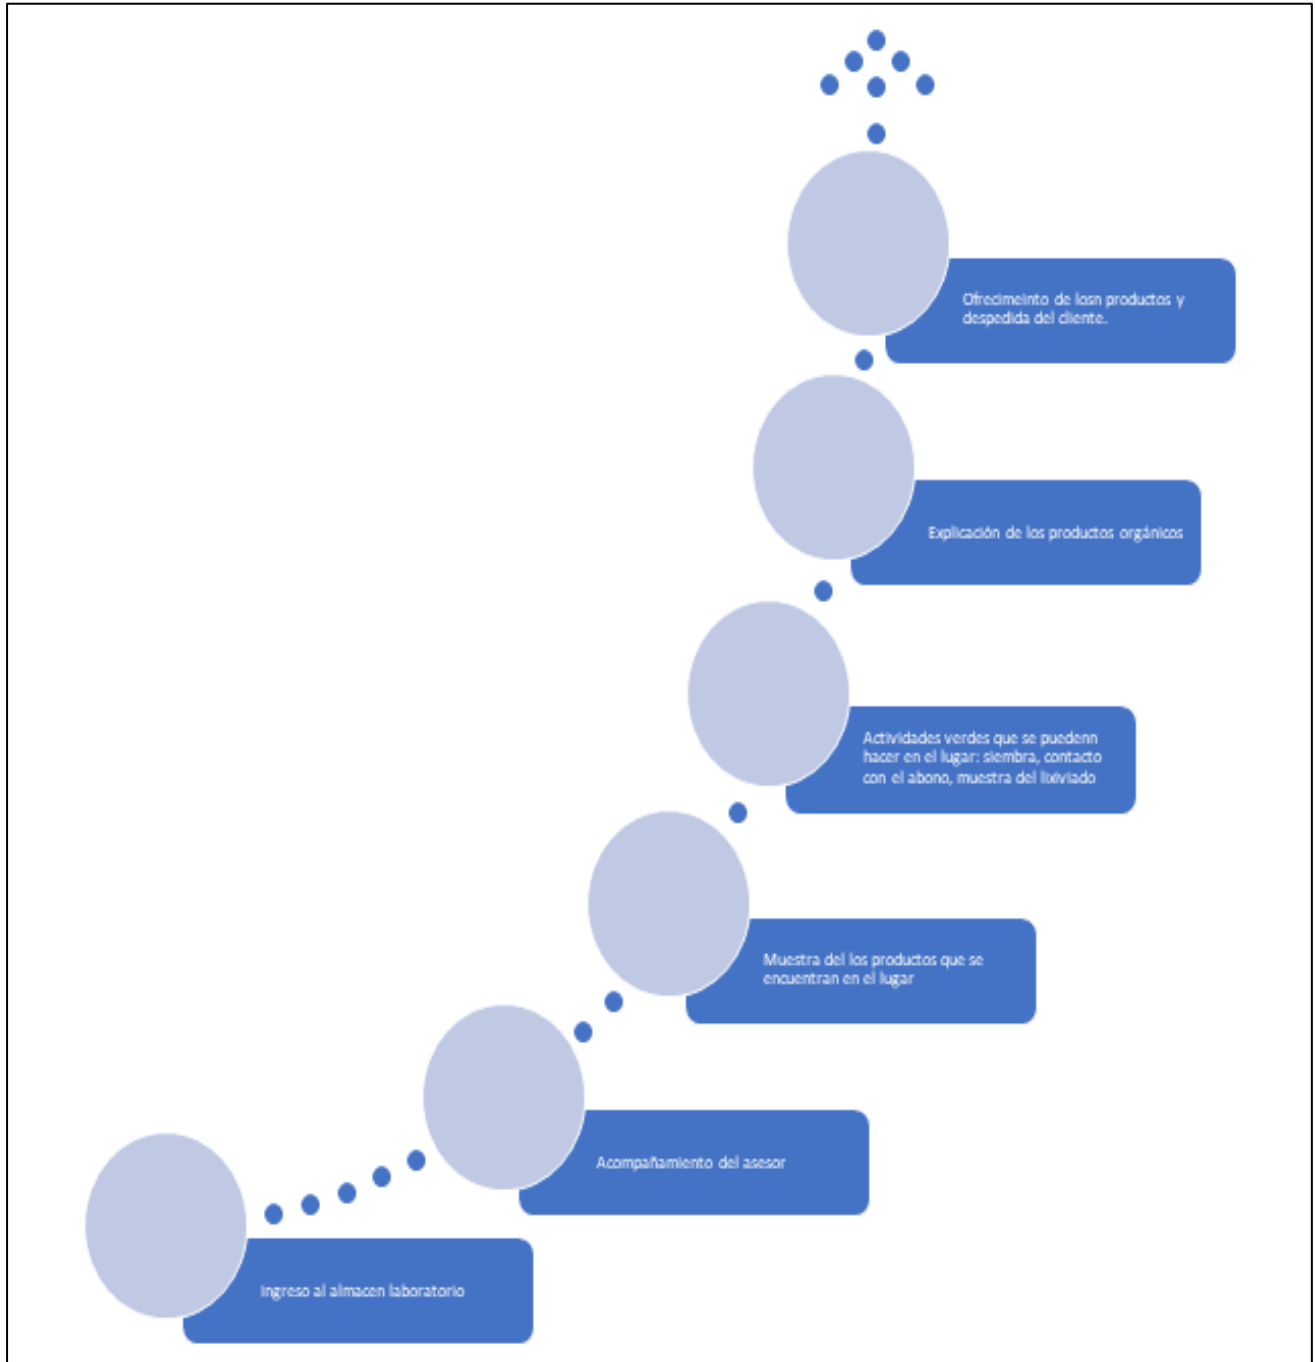 Ofrecimeinto de losn productos y
despedida del cliente.
Explicación de los productos orgánicos
Actividades verdes que se puedenn
hacer en el lugar: siembra, contacto
con el abono, muestra del lixiviado
Muestra del los productos que se
encuentran en el lugar
Acompañamiento del asesor
Ingreso al almacen laboratorio